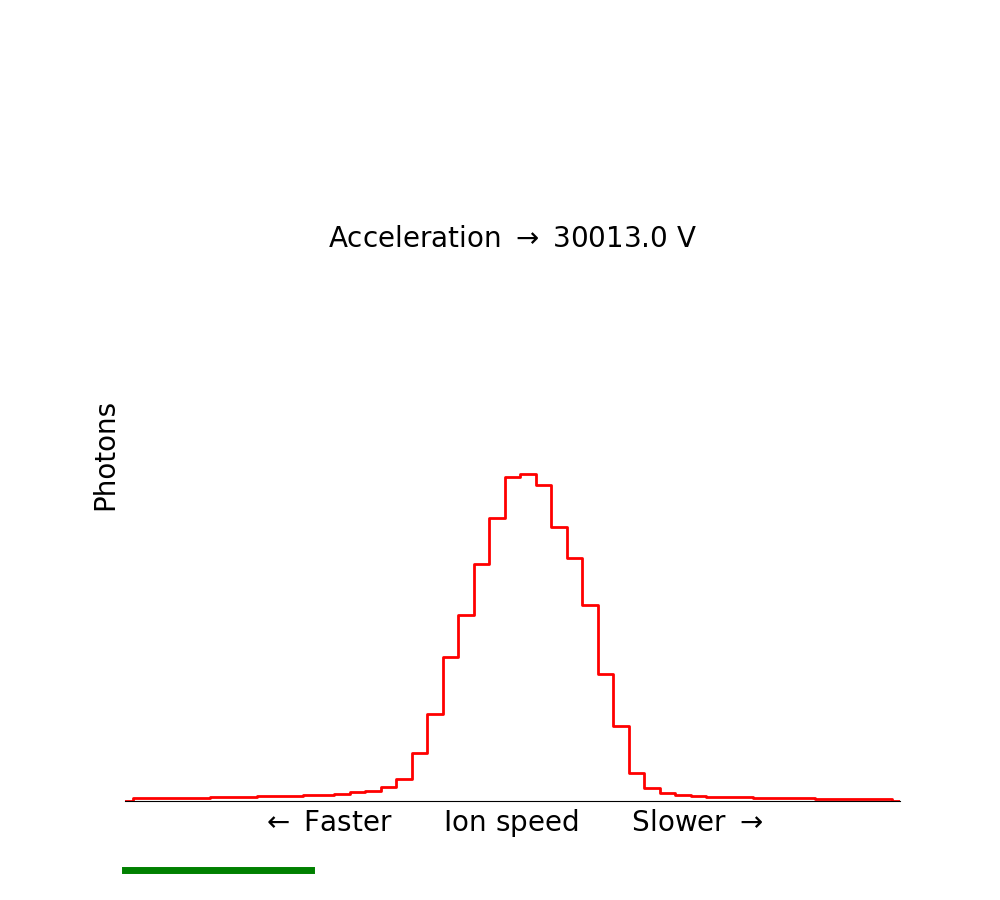 Acceleration → 30013.0 V
Photons
← Faster Ion speed Slower →